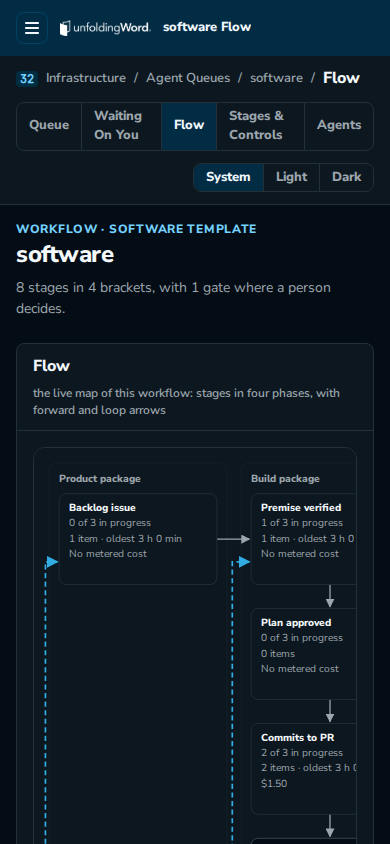 unfoldingWord. software Flow
32 Infrastructure / Agent Queues / software / Flow
Queue
Waiting On You
Flow
Stages & Controls
Agents
System Light Dark
WORKFLOW · SOFTWARE TEMPLATE
software
8 stages in 4 brackets, with 1 gate where a person
decides.
Flow
the live map of this workflow: stages in four phases, with
forward and loop arrows
Product package
Backlog issue
0 of 3 in progress
1 item · oldest 3 h 0 min
No metered cost
Build package
Premise verified
1 of 3 in progress
1 item · oldest 3 h 0
No metered cost
Plan approved
0 of 3 in progress
0 items
No metered cost
Commits to PR
2 of 3 in progress
2 items · oldest 3 h 0
$1.50